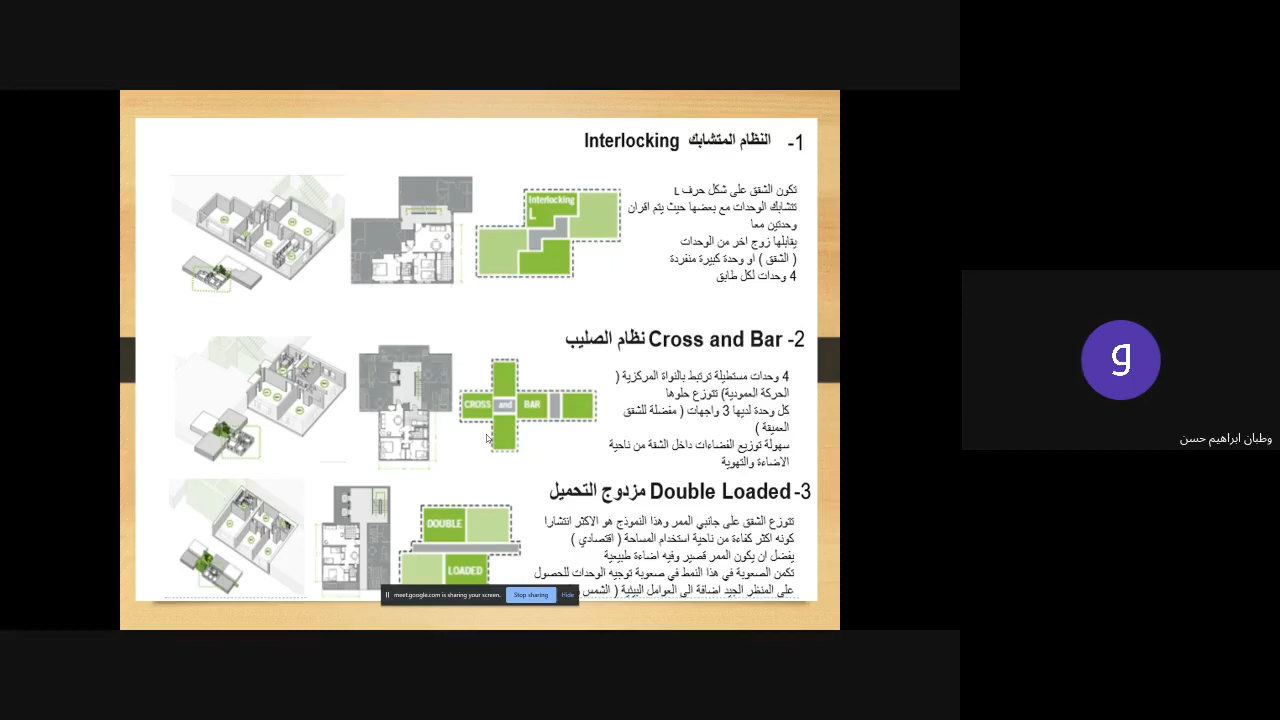 1- النظام المتشابك Interlocking
تكون الشقق على شكل حرف L
تتشابك الوحدات مع بعضها حيث يتم اقران
وحدتين معا
يقابلها زوج اخر من الوحدات
( الشقق ) او وحدة كبيرة منفردة
4 وحدات لكل طابق
Interlocking
L
2- Cross and Bar نظام الصليب
4 وحدات مستطيلة ترتبط بالنواة المركزية (
الحركة العمودية) تتوزع حلوها
كل وحدة لديها 3 واجهات ( مفضلة للشقق
العميقة )
سهولة توزيع الفضاءات داخل الشقة من ناحية
الاضاءة والتهوية
CROSS and BAR
3- Double Loaded مزدوج التحميل
تتوزع الشقق على جانبي الممر وهذا النموذج هو الاكثر انتشارا
كونه اكثر كفاءة من ناحية استخدام المساحة ( اقتصادي )
يفضل ان يكون الممر قصير وفيه اضاءة طبيعية
تكمن الصعوبة في هذا النمط في صعوبة توجيه الوحدات للحصول
على المنظر الجيد اضافة الى العوامل البيئية ( الشمس
DOUBLE
LOADED
meet.google.com is sharing your screen. Stop sharing Hide
g
وطبان ابراهيم حسن